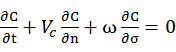 ∂C/∂t + V_c ∂C/∂n + ω ∂C/∂σ = 0